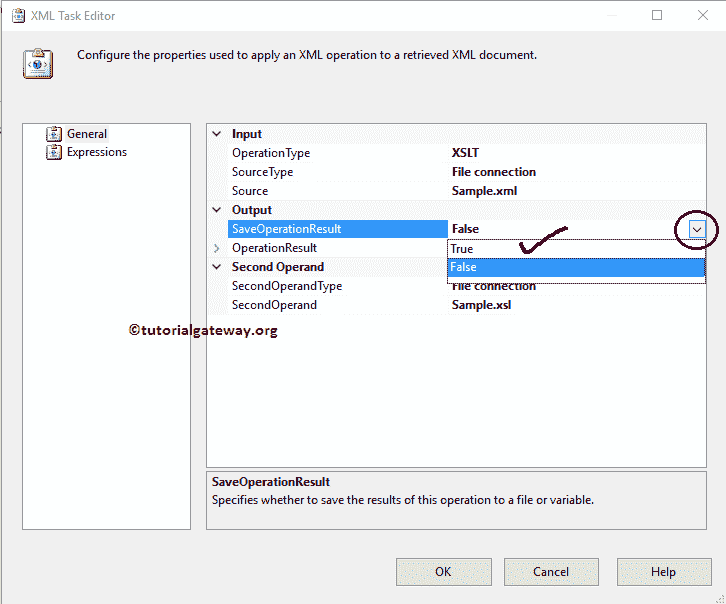 XML Task Editor
Configure the properties used to apply an XML operation to a retrieved XML document.
General
Expressions
Input
OperationType XSLT
SourceType File connection
Source Sample.xml
Output
SaveOperationResult False
True
OperationResult
False
Second Operand
SecondOperandType File connection
SecondOperand Sample.xsl
©tutorialgateway.org
SaveOperationResult
Specifies whether to save the results of this operation to a file or variable.
OK Cancel Help